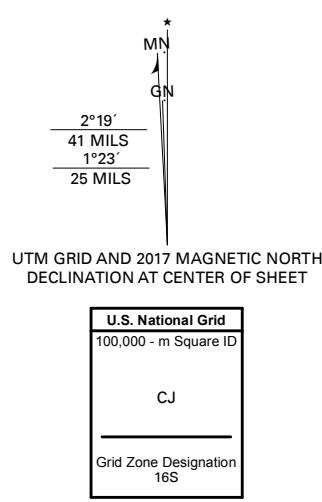 ★
MN
GN
2°19´
41 MILS
1°23´
25 MILS
UTM GRID AND 2017 MAGNETIC NORTH
DECLINATION AT CENTER OF SHEET
U.S. National Grid
100,000 - m Square ID
CJ
Grid Zone Designation
16S